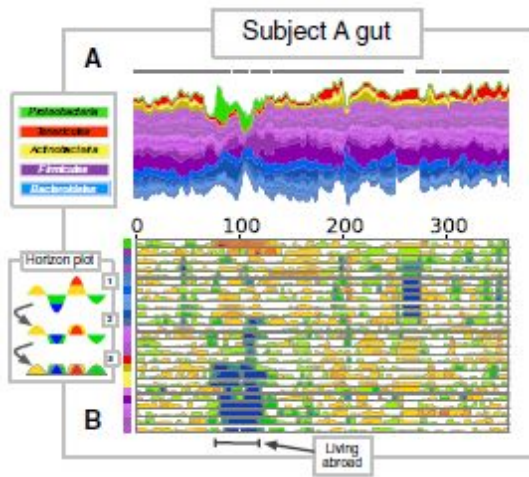 Subject A gut
A
Proteobacteria
Tenericutes
Actinobacteria
Firmicutes
Bacteroidetes
0 100 200 300
Horizon plot
1
2
3
B
Living
abroad